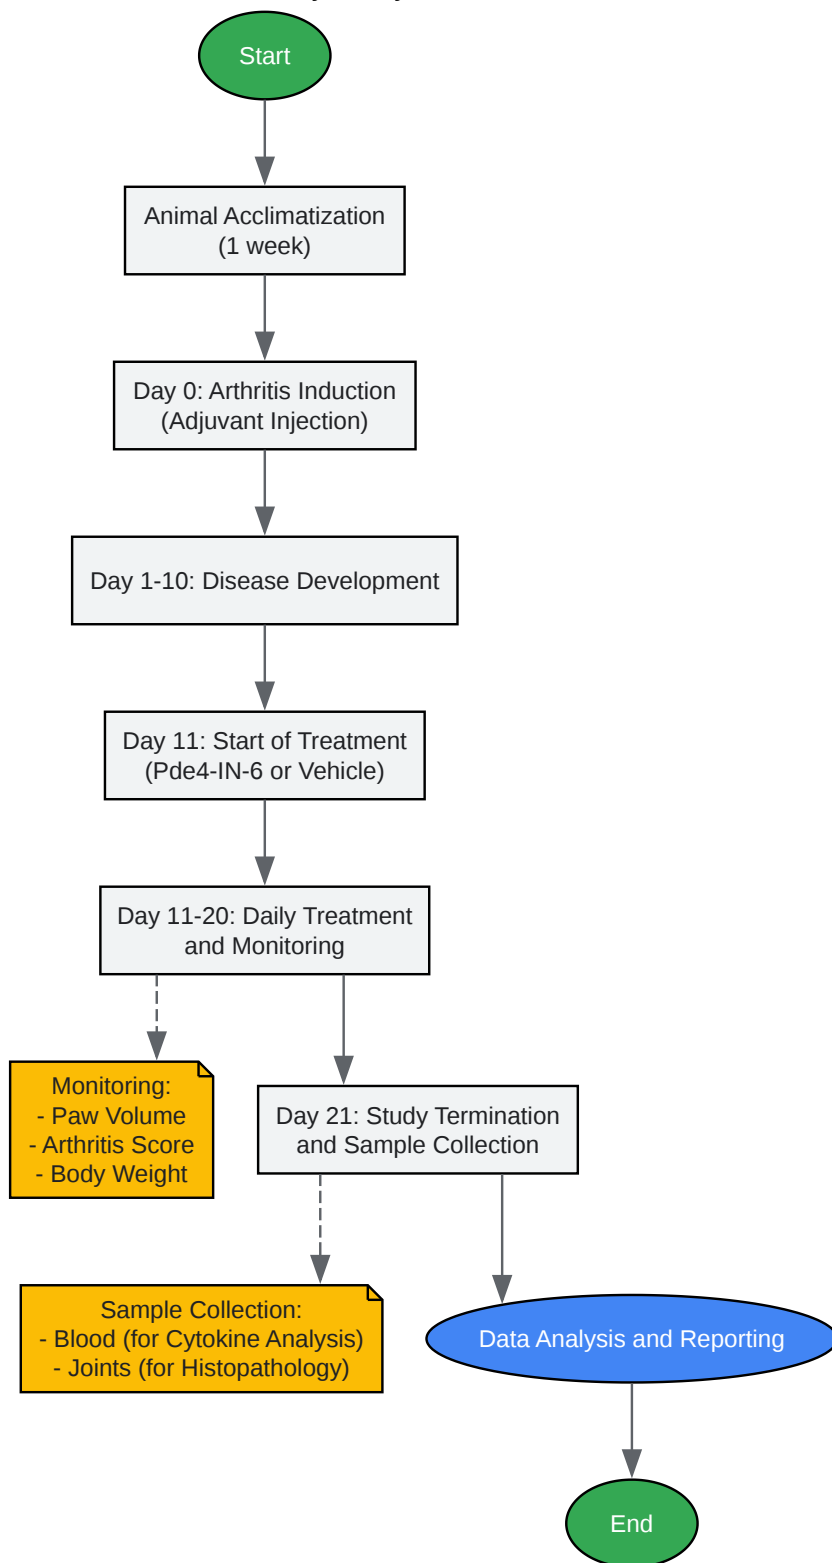 Start
Animal Acclimatization
(1 week)
Day 0: Arthritis Induction
(Adjuvant Injection)
Day 1-10: Disease Development
Day 11: Start of Treatment
(Pde4-IN-6 or Vehicle)
Day 11-20: Daily Treatment
and Monitoring
Monitoring:
- Paw Volume
- Arthritis Score
- Body Weight
Day 21: Study Termination
and Sample Collection
Sample Collection:
- Blood (for Cytokine Analysis)
- Joints (for Histopathology)
Data Analysis and Reporting
End